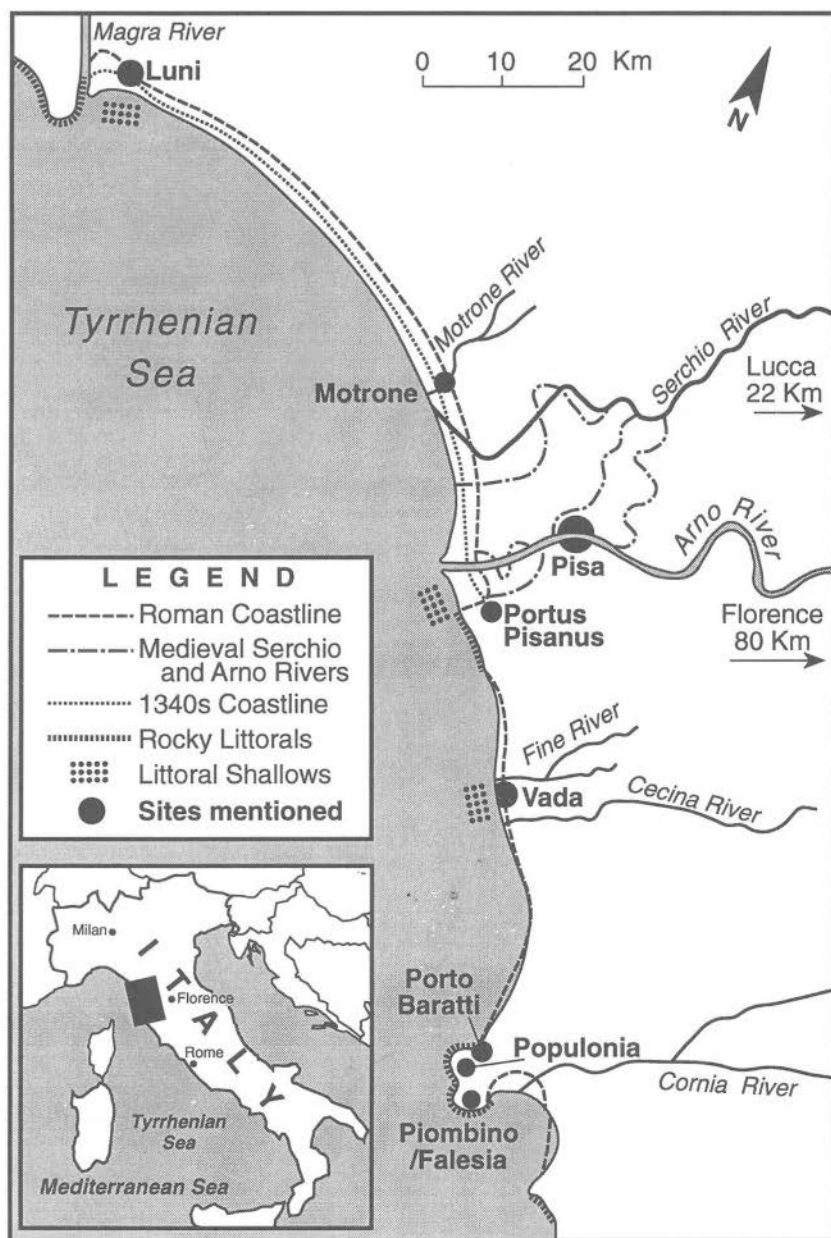 Magra River
Luni
0 10 20 Km
N
Tyrrhenian
Sea
Motrone River
Motrone
Serchio River
Lucca
22 Km
Arno River
Pisa
Portus
Pisanus
Florence
80 Km
LEGEND
Roman Coastline
Medieval Serchio
and Arno Rivers
1340s Coastline
Rocky Littorals
Littoral Shallows
Sites mentioned
Fine River
Vada
Cecina River
Porto
Baratti
Populonia
Cornia River
Piombino
/Falesia
Milan
ITALY
Florence
Rome
Tyrrhenian
Sea
Mediterranean Sea